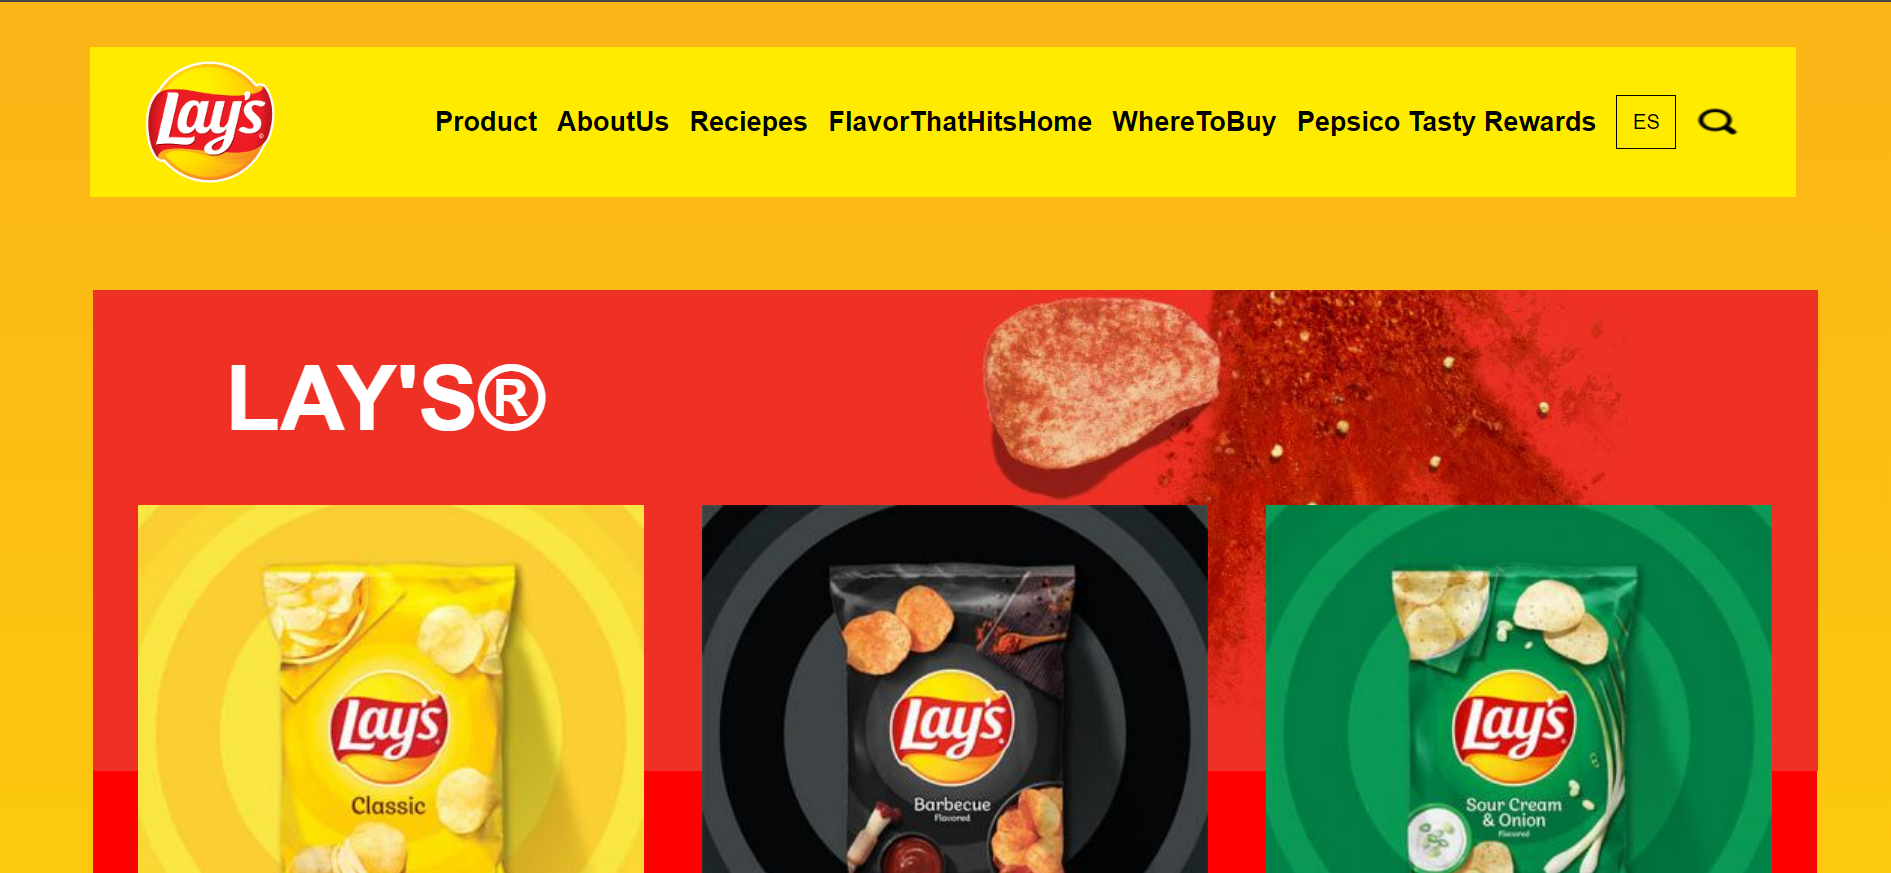 Lay's
Product AboutUs Reciepes FlavorThatHitsHome WhereToBuy Pepsico Tasty Rewards ES
LAY'S®
Lay's
Classic
Lay's
Barbecue
Flavored
Lay's
Sour Cream
& Onion
Flavored